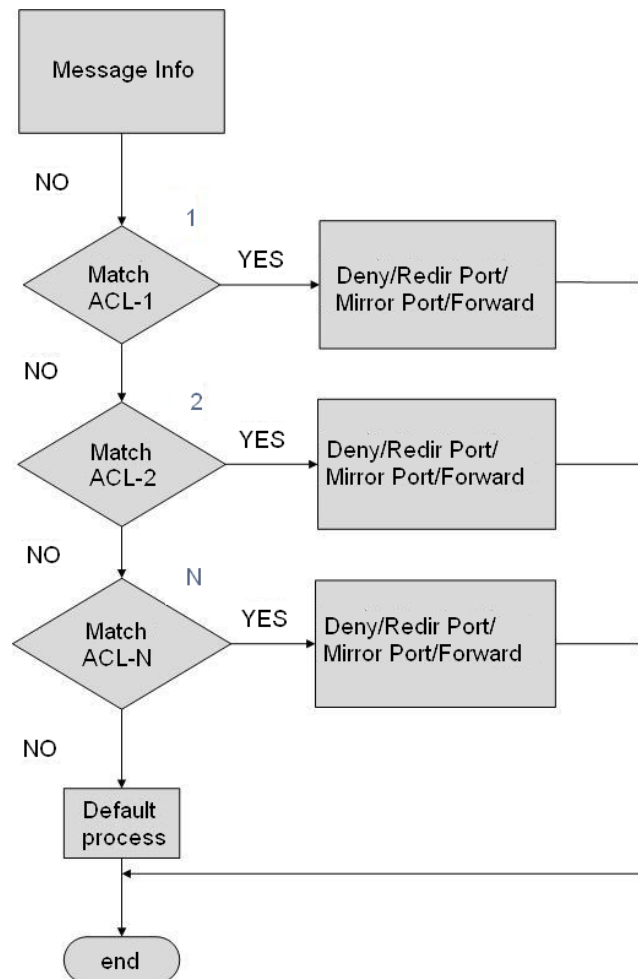 Message Info
NO
1
Match
ACL-1
YES
Deny/Redir Port/
Mirror Port/Forward
NO
2
Match
ACL-2
YES
Deny/Redir Port/
Mirror Port/Forward
NO
N
Match
ACL-N
YES
Deny/Redir Port/
Mirror Port/Forward
NO
Default
process
end